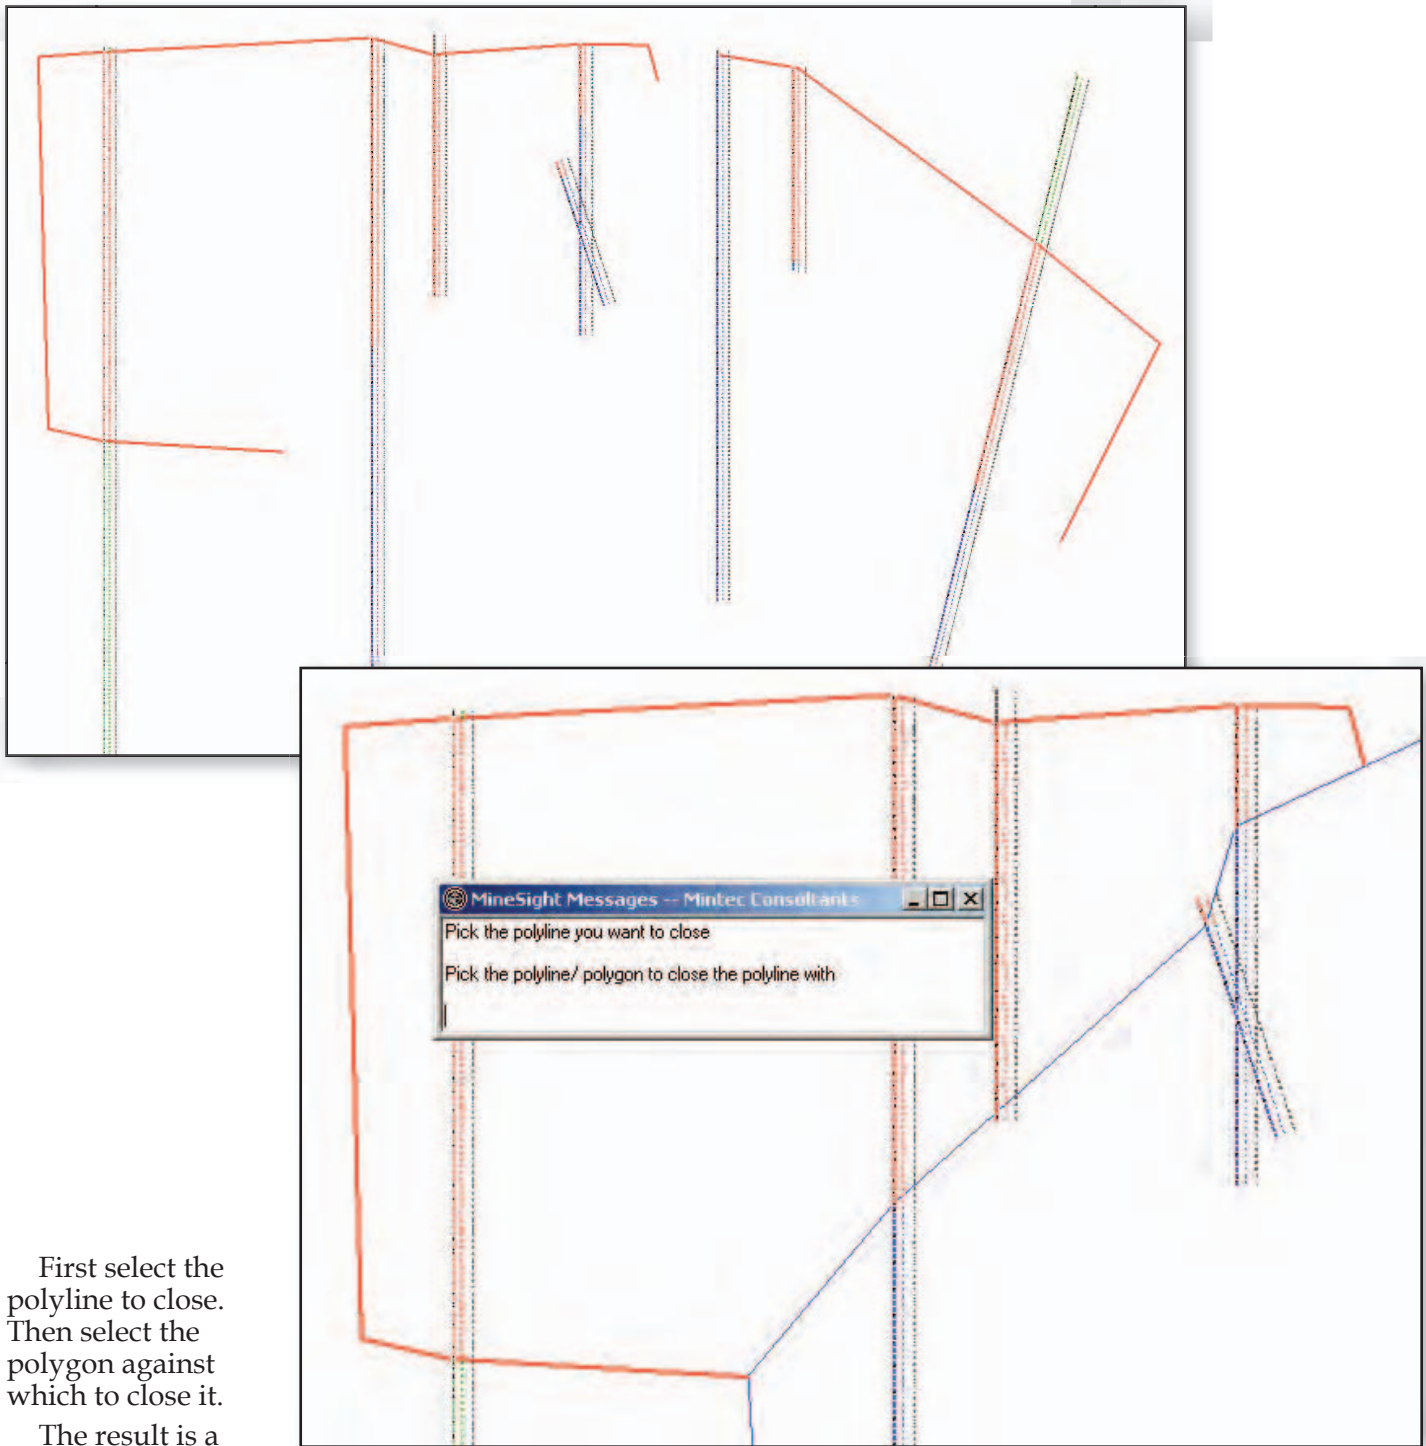 MineSight Messages -- Mintec Consultants
Pick the polyline you want to close
Pick the polyline/ polygon to close the polyline with
First select the
polyline to close.
Then select the
polygon against
which to close it.
The result is a